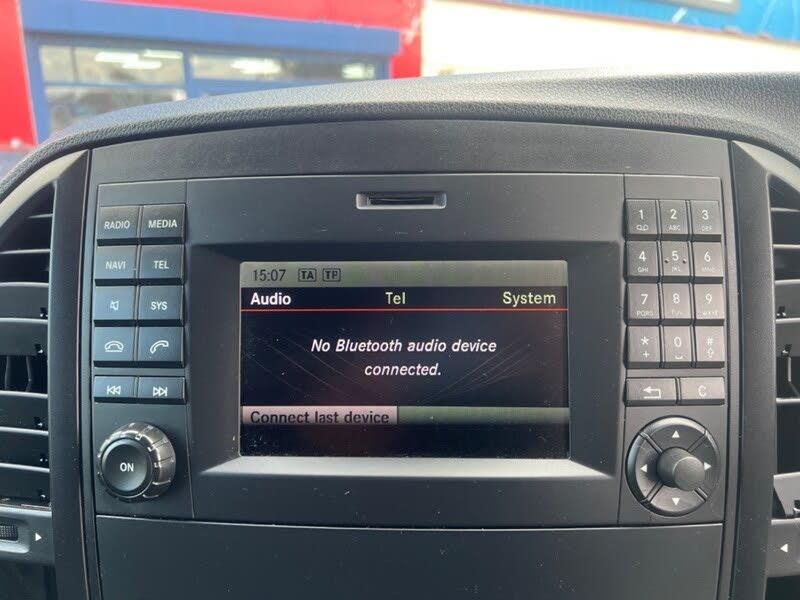 RADIO MEDIA
NAVI TEL
SYS
ON
15:07 TA TP
Audio Tel System
No Bluetooth audio device
connected.
Connect last device
1 2 3
ABC DEF
4 5 6
GHI JKL MNO
7 8 9
PQRS TUV
* 0 #
+
C